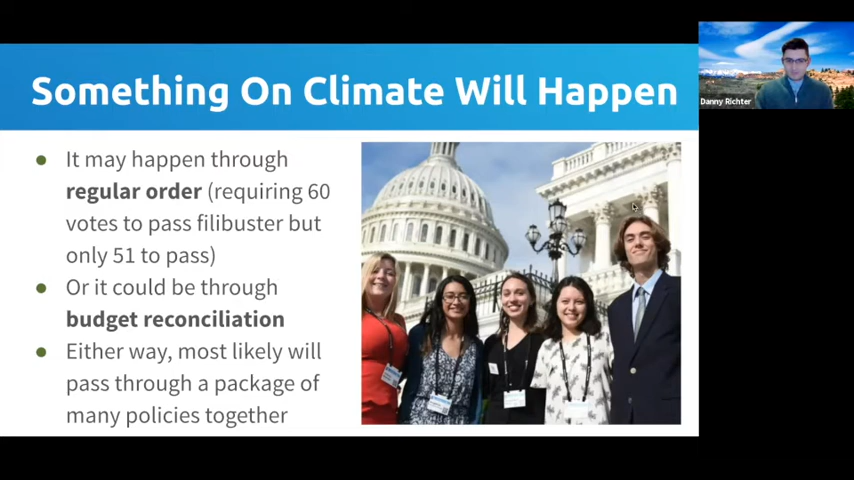 Something On Climate Will Happen
● It may happen through
regular order (requiring 60
votes to pass filibuster but
only 51 to pass)
● Or it could be through
budget reconciliation
● Either way, most likely will
pass through a package of
many policies together
Danny Richter